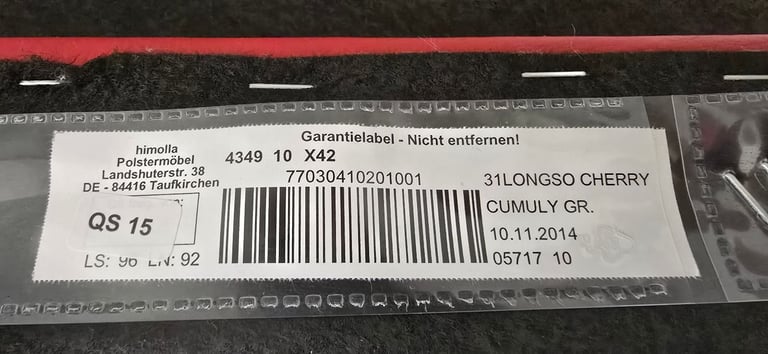 Garantielabel - Nicht entfernen!
himolla
Polstermöbel
Landshuterstr. 38
DE - 84416 Taufkirchen
4349 10 X42
77030410201001
31LONGSO CHERRY
CUMULY GR.
10.11.2014
05717 10
QS 15
LS: 96 LN: 92